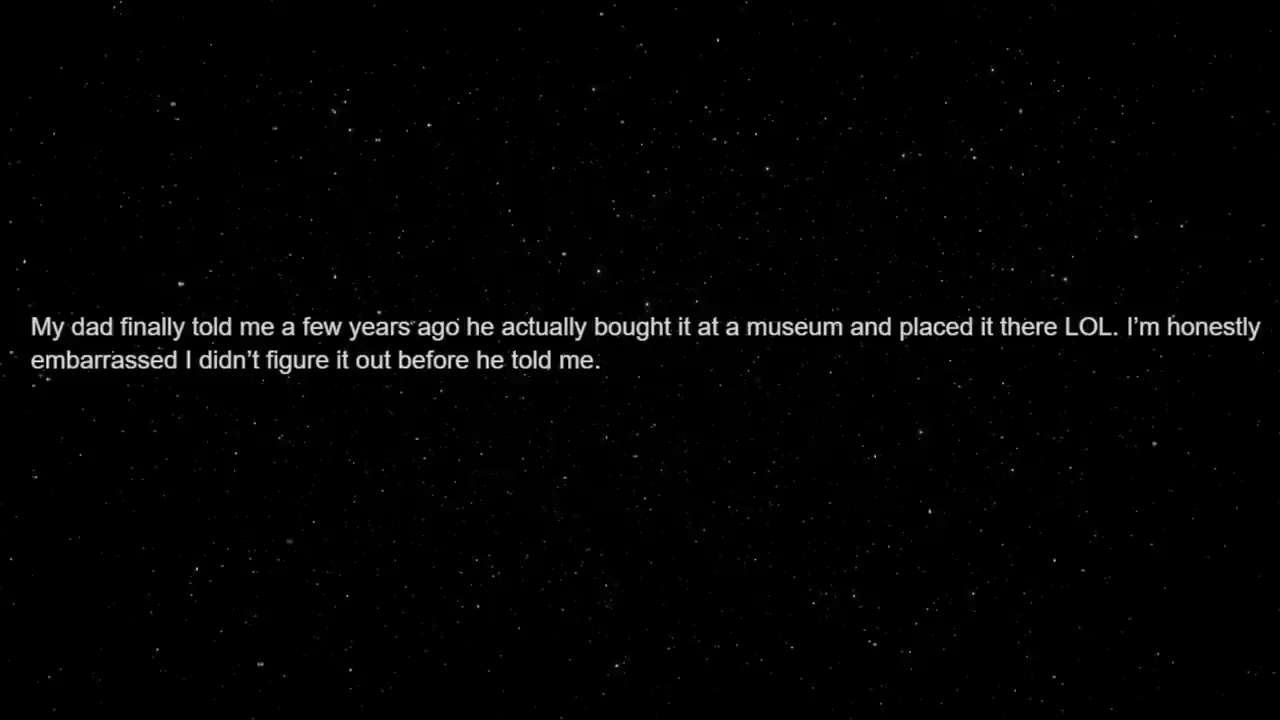 My dad finally told me a few years ago he actually bought it at a museum and placed it there LOL. I’m honestly
embarrassed I didn’t figure it out before he told me.